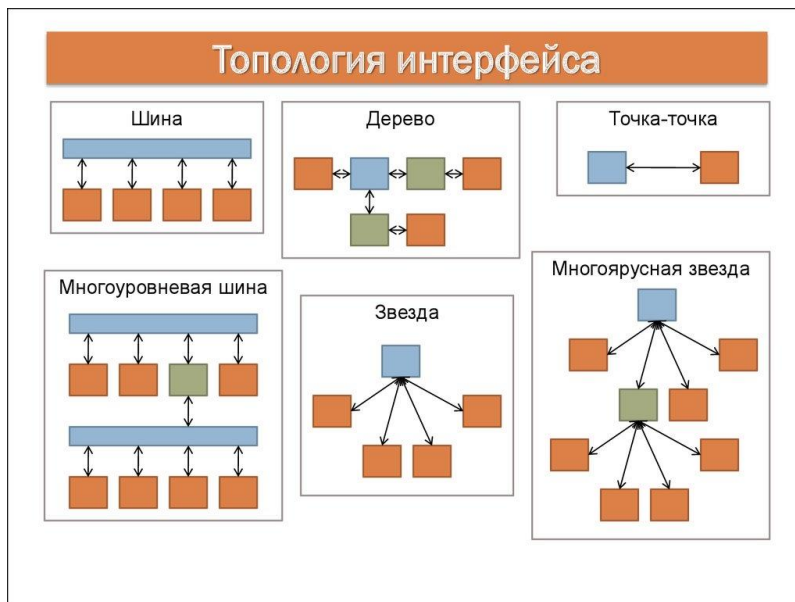 Топология интерфейса
Шина
Дерево
Точка-точка
Многоуровневая шина
Звезда
Многоярусная звезда